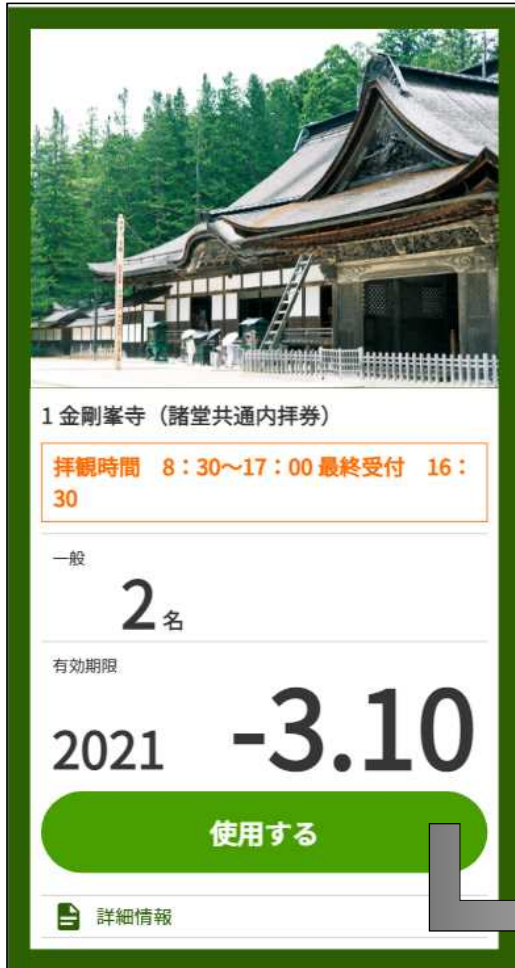 1 金剛峯寺（諸堂共通内拝券）
拝観時間　8：30～17：00 最終受付　16：
30
一般
2 名
有効期限
2021 -3.10
使用する
詳細情報